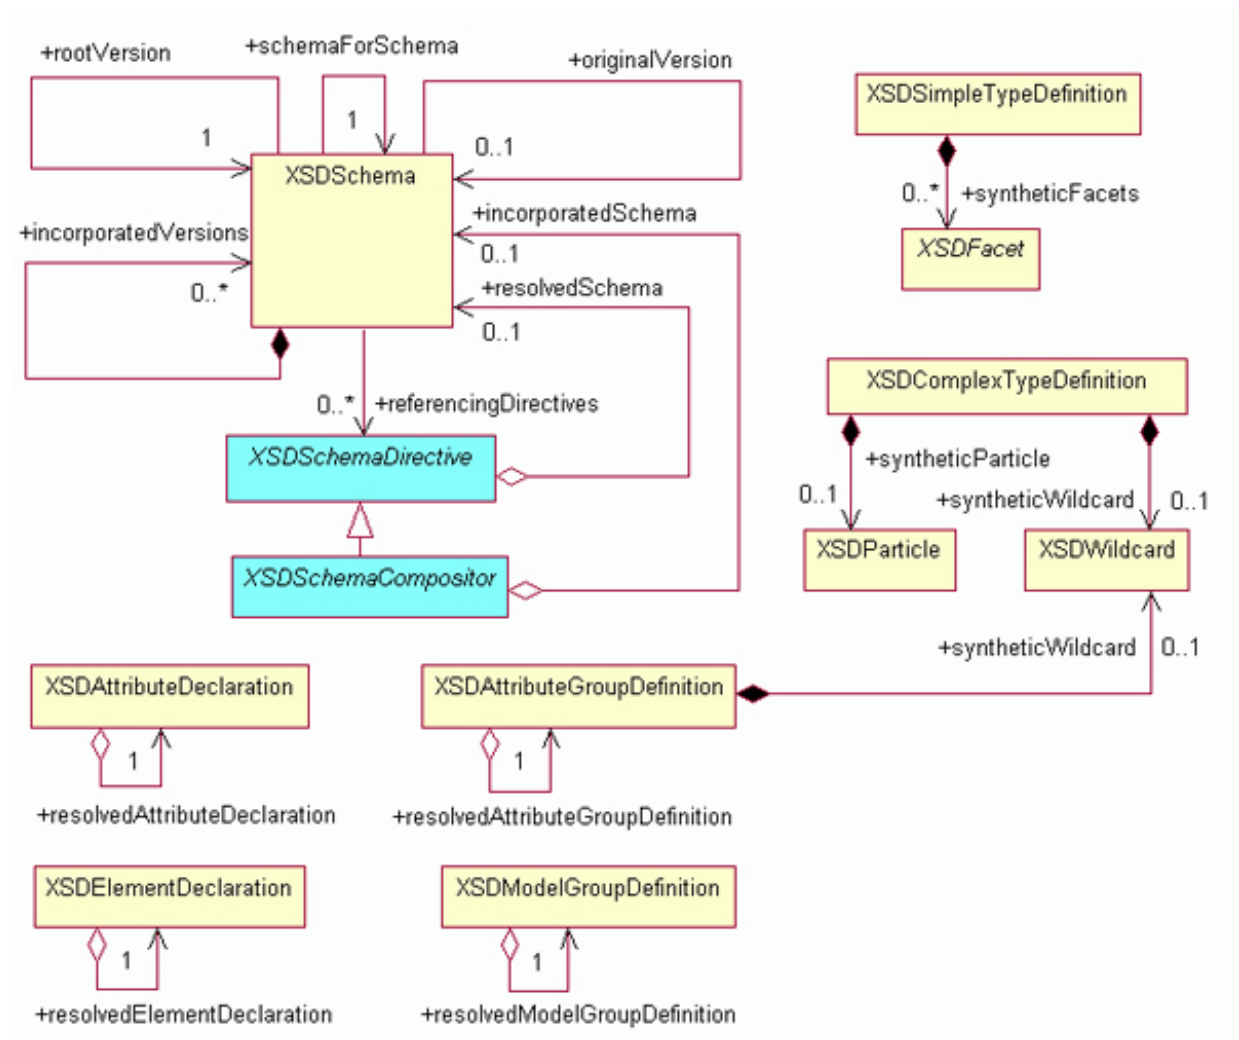 +rootVersion
+schemaForSchema
+originalVersion
1
1
0..1
XSDSchema
+incorporatedVersions
0..*
+incorporatedSchema
0..1
+resolvedSchema
0..1
0..*
+referencingDirectives
XSDSchemaDirective
XSDSchemaCompositor
XSDSimpleTypeDefinition
0..*
+syntheticFacets
XSDFacet
XSDComplexTypeDefinition
+syntheticParticle
0..1
+syntheticWildcard
0..1
XSDParticle
XSDWildcard
+syntheticWildcard
0..1
XSDAttributeDeclaration
1
+resolvedAttributeDeclaration
XSDAttributeGroupDefinition
1
+resolvedAttributeGroupDefinition
XSDElementDeclaration
1
+resolvedElementDeclaration
XSDModelGroupDefinition
1
+resolvedModelGroupDefinition